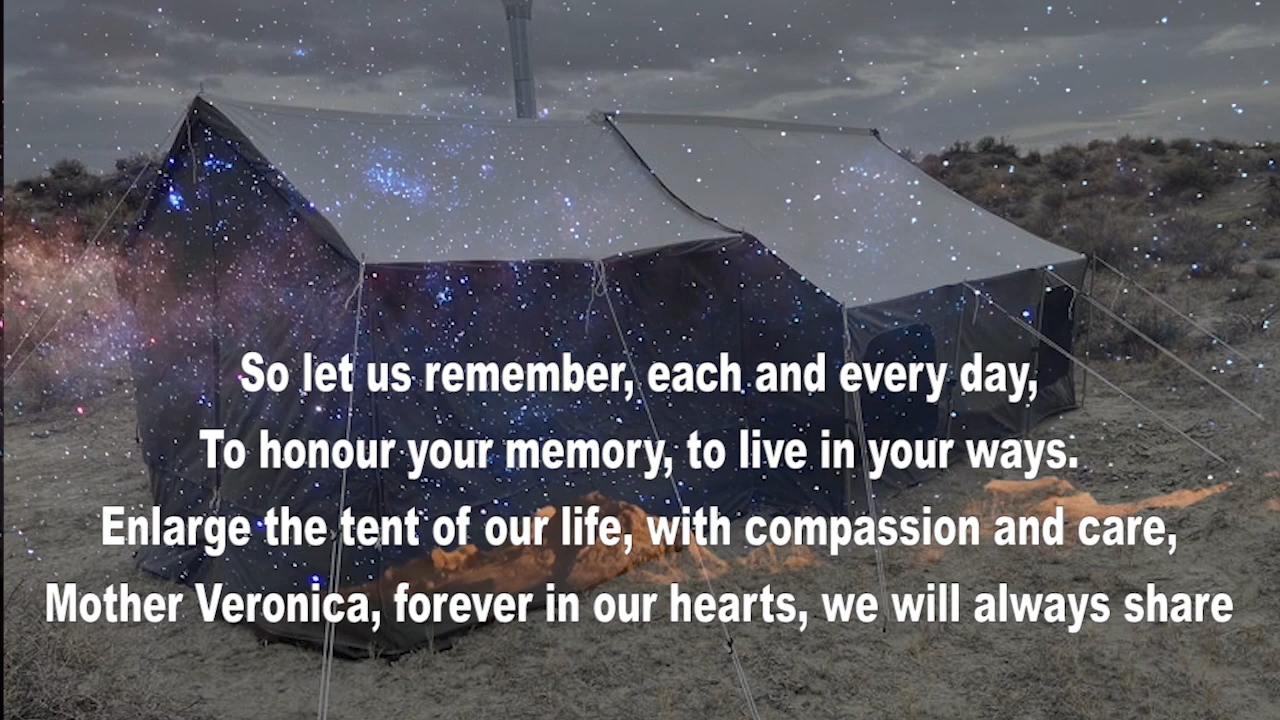 So let us remember, each and every day,
To honour your memory, to live in your ways.
Enlarge the tent of our life, with compassion and care,
Mother Veronica, forever in our hearts, we will always share